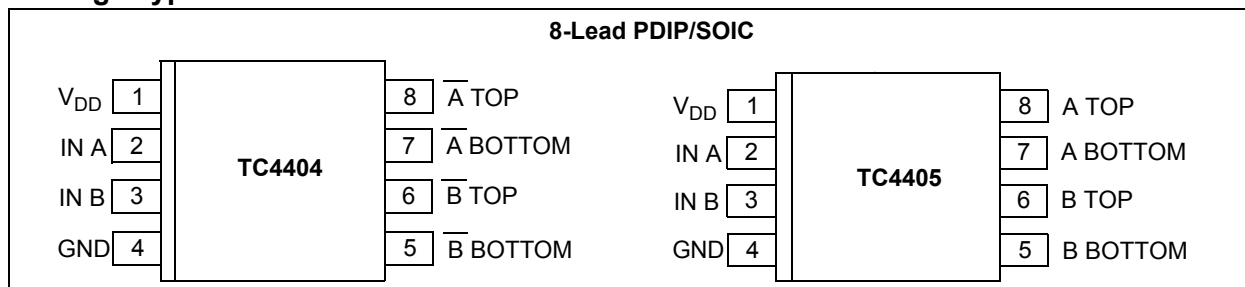 8-Lead PDIP/SOIC
V_DD 1
IN A 2
IN B 3
GND 4
TC4404
8 A̅ TOP
7 A̅ BOTTOM
6 B̅ TOP
5 B̅ BOTTOM
V_DD 1
IN A 2
IN B 3
GND 4
TC4405
8 A TOP
7 A BOTTOM
6 B TOP
5 B BOTTOM